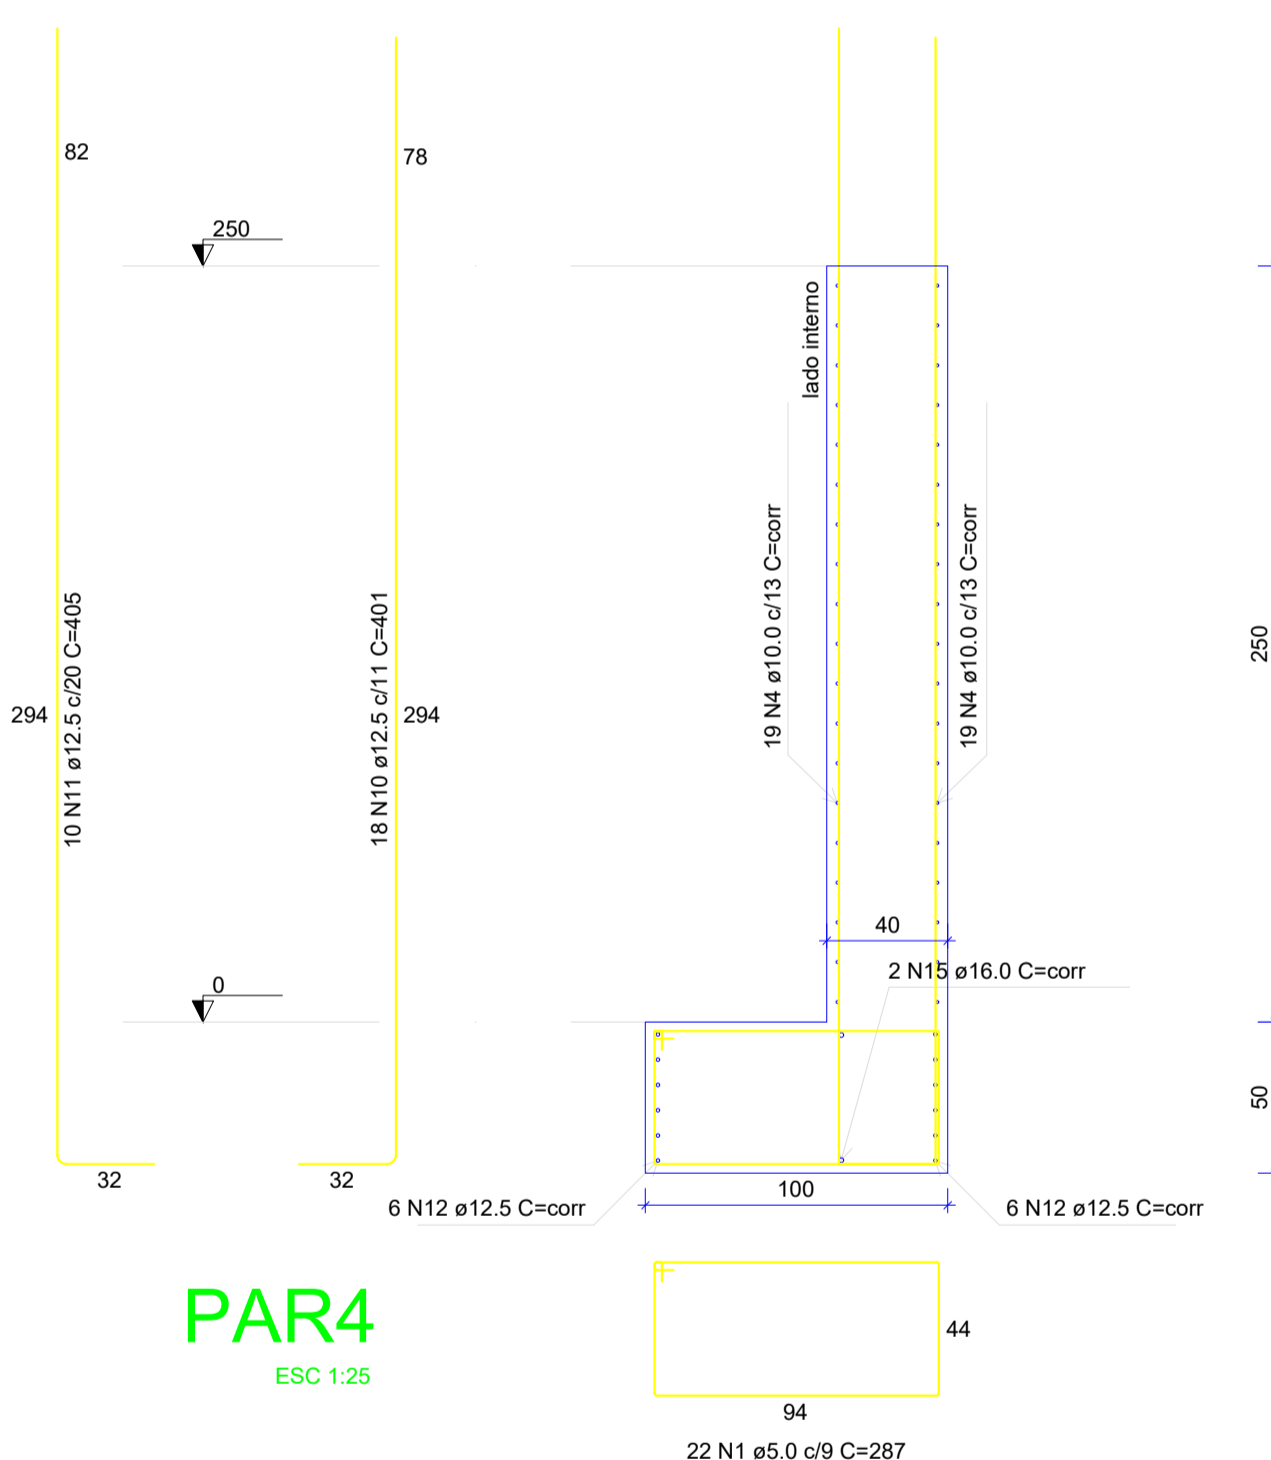 82
78
250
lado interno
19 N4 ø10.0 c/13 C=corr
19 N4 ø10.0 c/13 C=corr
10 N11 ø12.5 c/20 C=405
18 N10 ø12.5 c/11 C=401
250
294
294
40
2 N15 ø16.0 C=corr
0
50
32
32
100
6 N12 ø12.5 C=corr
6 N12 ø12.5 C=corr
PAR4
ESC 1:25
44
94
22 N1 ø5.0 c/9 C=287